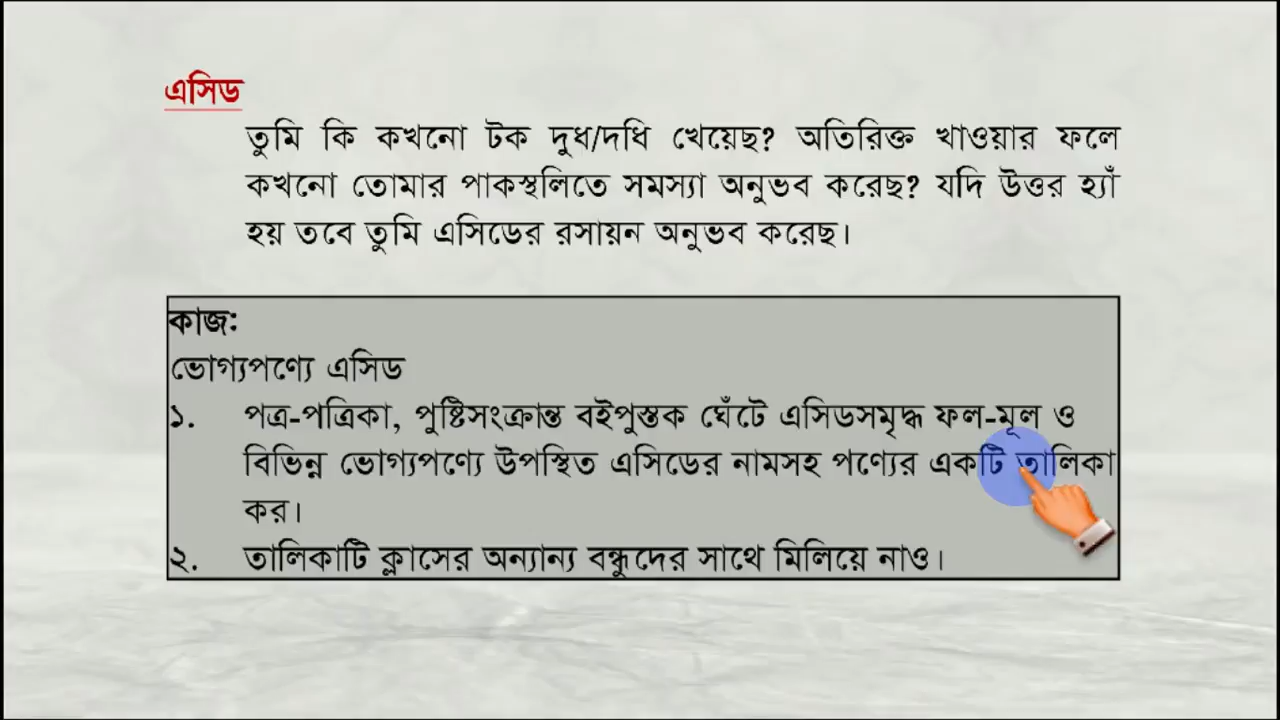 এসিড
তুমি কি কখনো টক দুধ/দধি খেয়েছ? অতিরিক্ত খাওয়ার ফলে
কখনো তোমার পাকস্থলিতে সমস্যা অনুভব করেছ? যদি উত্তর হ্যাঁ
হয় তবে তুমি এসিডের রসায়ন অনুভব করেছ।
কাজ:
ভোগ্যপণ্যে এসিড
১. পত্র-পত্রিকা, পুষ্টিসংক্রান্ত বইপুস্তক ঘেঁটে এসিডসমৃদ্ধ ফল-মূল ও
বিভিন্ন ভোগ্যপণ্যে উপস্থিত এসিডের নামসহ পণ্যের একটি তালিকা
কর।
২. তালিকাটি ক্লাসের অন্যান্য বন্ধুদের সাথে মিলিয়ে নাও।